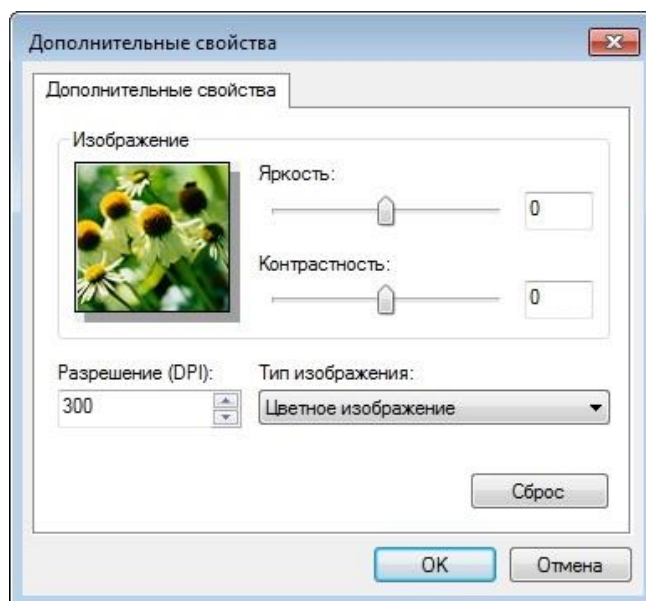 Дополнительные свойства
Дополнительные свойства
Изображение
Яркость:
0
Контрастность:
0
Разрешение (DPI):
Тип изображения:
300
Цветное изображение
Сброс
OK
Отмена